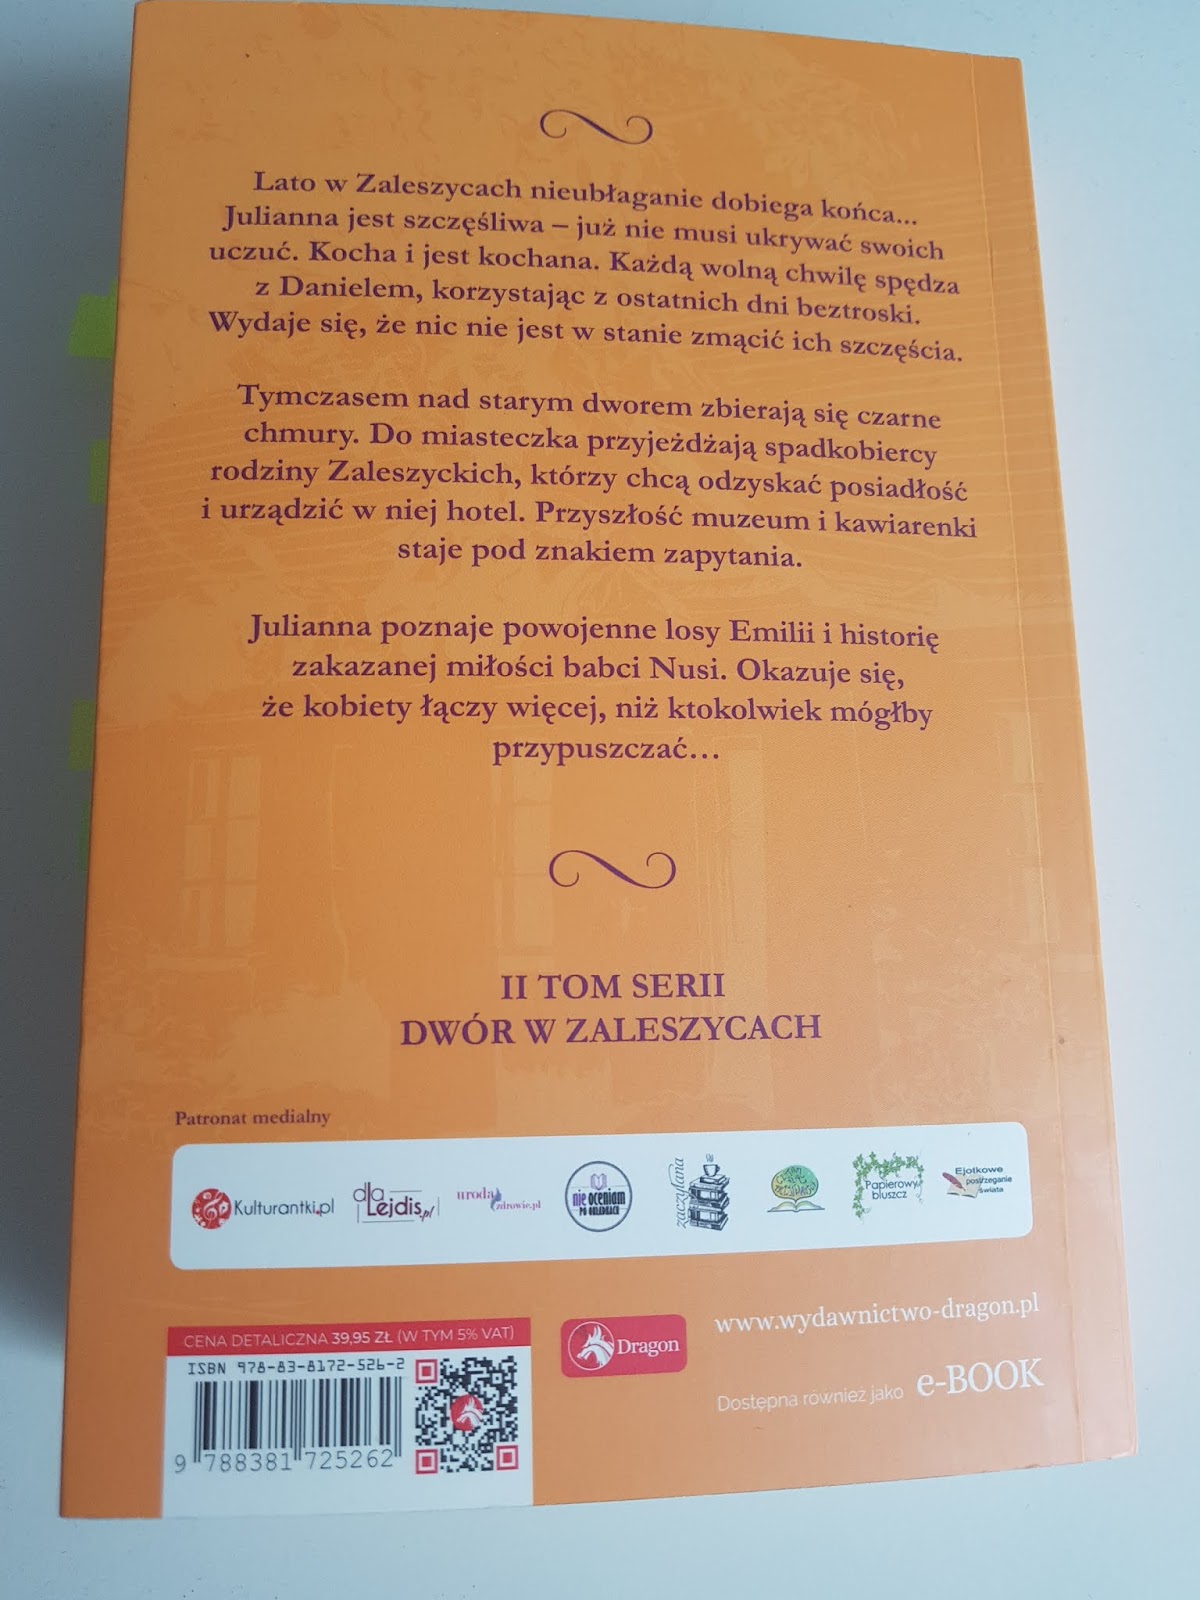 Lato w Zaleszycach nieubłaganie dobiega końca...
Julianna jest szczęśliwa – już nie musi ukrywać swoich
uczuć. Kocha i jest kochana. Każdą wolną chwilę spędza
z Danielem, korzystając z ostatnich dni beztroski.
Wydaje się, że nic nie jest w stanie zmącić ich szczęścia.
Tymczasem nad starym dworem zbierają się czarne
chmury. Do miasteczka przyjeżdżają spadkobiercy
rodziny Zaleszyckich, którzy chcą odzyskać posiadłość
i urządzić w niej hotel. Przyszłość muzeum i kawiarenki
staje pod znakiem zapytania.
Julianna poznaje powojenne losy Emilii i historię
zakazanej miłości babci Nusi. Okazuje się,
że kobiety łączy więcej, niż ktokolwiek mógłby
przypuszczać...
II TOM SERII
DWÓR W ZALESZYCACH
Patronat medialny
Kulturantki.pl
dla
Lejdis.pl
uroda
zdrowie.pl
nie oceniam
po okładkach
zaczytana
Papierowy
bluszcz
Ejotkowe
postrzeganie
świata
CENA DETALICZNA 39,95 ZŁ (W TYM 5% VAT)
ISBN 978-83-8172-526-2
9 788381 725262
Dragon
www.wydawnictwo-dragon.pl
Dostępna również jako e-BOOK